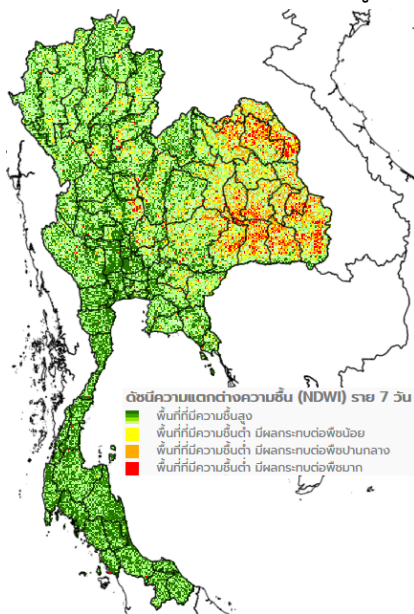 ดัชนีความแตกต่างความชื้น (NDWI) ราย 7 วัน
พื้นที่ที่มีความชื้นสูง
พื้นที่ที่มีความชื้นต่ำ มีผลกระทบต่อพืชน้อย
พื้นที่ที่มีความชื้นต่ำ มีผลกระทบต่อพืชปานกลาง
พื้นที่ที่มีความชื้นต่ำ มีผลกระทบต่อพืชมาก